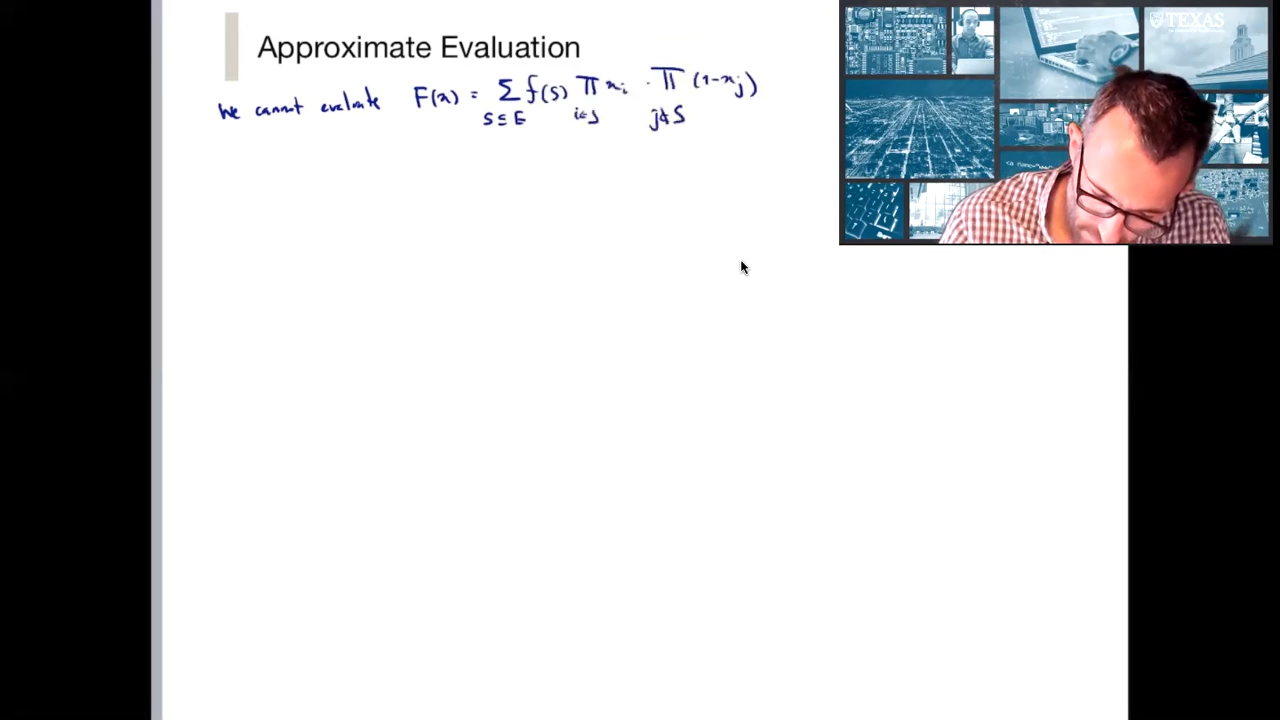 Approximate Evaluation
We cannot evaluate F(x) = Σ f(S) Π xᵢ · Π (1-xⱼ)
S ⊆ E i∈S j∉S
TEXAS